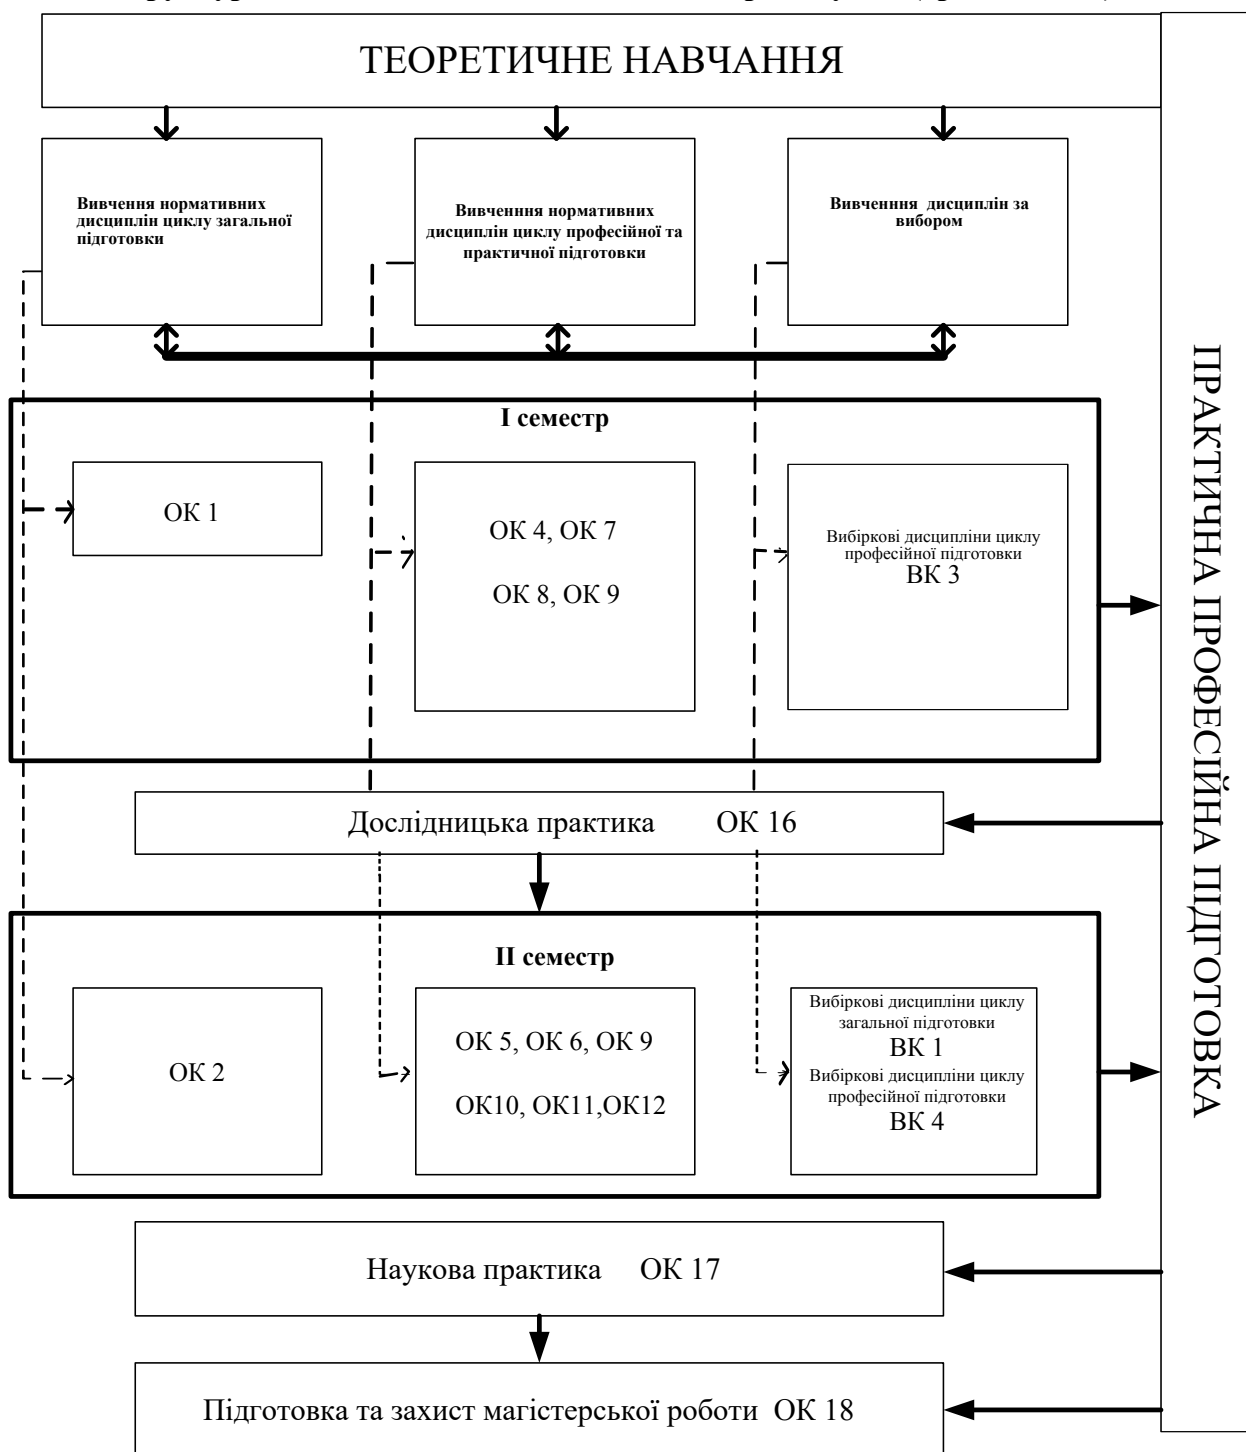 ТЕОРЕТИЧНЕ НАВЧАННЯ
Вивчення нормативних
дисциплін циклу загальної
підготовки
Вивченння нормативних
дисциплін циклу професійної та
практичної підготовки
Вивченння дисциплін за
вибором
І семестр
ОК 1
ОК 4, ОК 7
ОК 8, ОК 9
Вибіркові дисципліни циклу
професійної підготовки
ВК 3
Дослідницька практика ОК 16
ІІ семестр
ОК 2
ОК 5, ОК 6, ОК 9
ОК10, ОК11,ОК12
Вибіркові дисципліни циклу
загальної підготовки
ВК 1
Вибіркові дисципліни циклу
професійної підготовки
ВК 4
Наукова практика ОК 17
Підготовка та захист магістерської роботи ОК 18
ПРАКТИЧНА ПРОФЕСІЙНА ПІДГОТОВКА